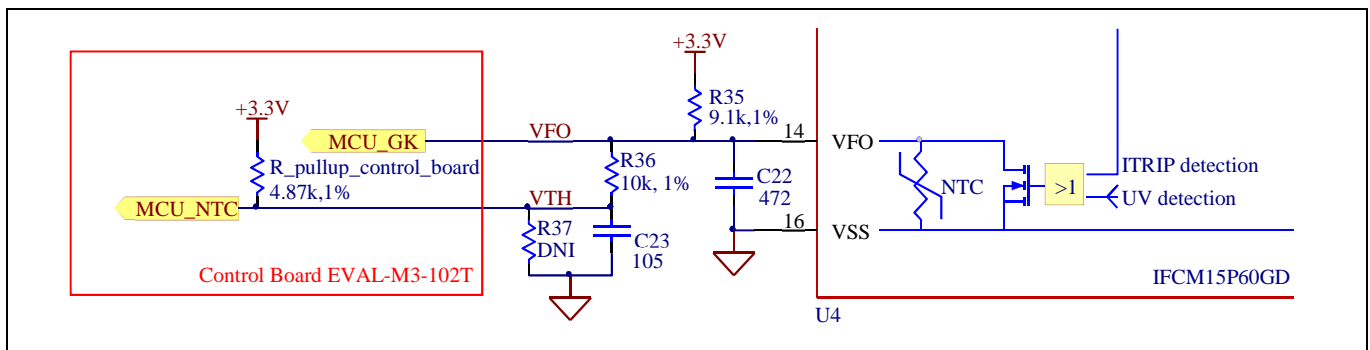 +3.3V
R35
9.1k,1%
+3.3V
MCU_GK
VFO
14
VFO
R_pullup_control_board
4.87k,1%
R36
10k, 1%
C22
472
NTC
>1
ITRIP detection
UV detection
MCU_NTC
VTH
R37
DNI
C23
105
16
VSS
Control Board EVAL-M3-102T
IFCM15P60GD
U4